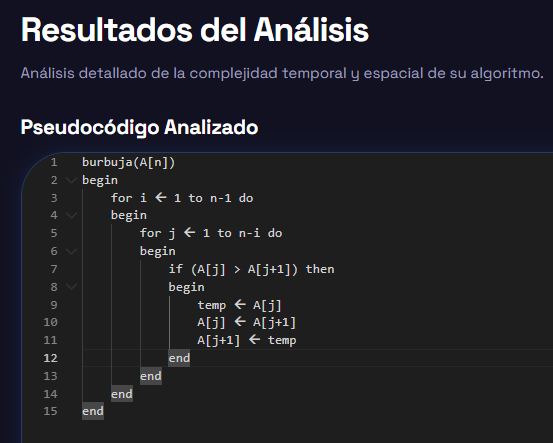 Resultados del Análisis
Análisis detallado de la complejidad temporal y espacial de su algoritmo.
Pseudocódigo Analizado
1 burbuja(A[n])
2 begin
3 for i ← 1 to n-1 do
4 begin
5 for j ← 1 to n-i do
6 begin
7 if (A[j] > A[j+1]) then
8 begin
9 temp ← A[j]
10 A[j] ← A[j+1]
11 A[j+1] ← temp
12 end
13 end
14 end
15 end